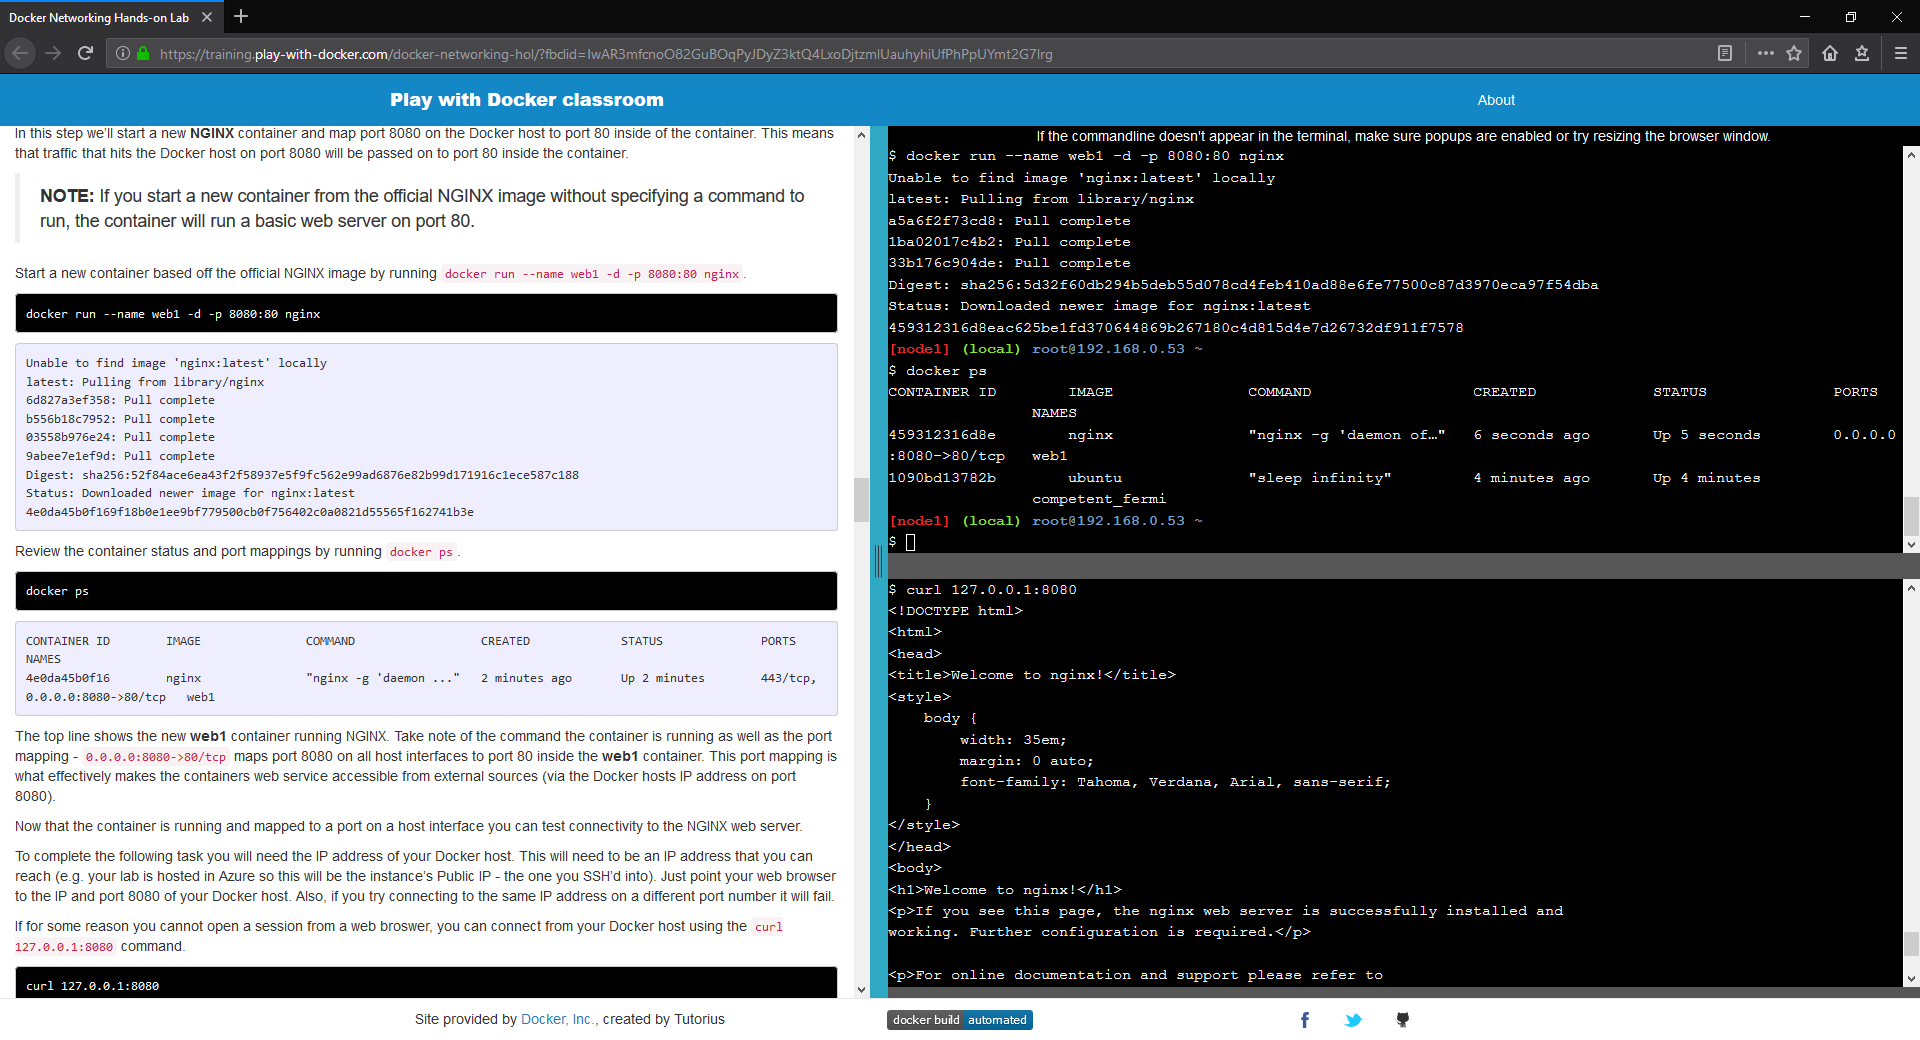 Docker Networking Hands-on Lab
https://training.play-with-docker.com/docker-networking-hol/?fbclid=IwAR3mfcnoO82GuBOqPyJDyZ3ktQ4LxoDjtzmlUauhyhiUfPhPpUYmt2G7lrg
Play with Docker classroom
About
In this step we'll start a new NGINX container and map port 8080 on the Docker host to port 80 inside of the container. This means
that traffic that hits the Docker host on port 8080 will be passed on to port 80 inside the container.
NOTE: If you start a new container from the official NGINX image without specifying a command to
run, the container will run a basic web server on port 80.
Start a new container based off the official NGINX image by running docker run --name web1 -d -p 8080:80 nginx .
docker run --name web1 -d -p 8080:80 nginx
Unable to find image 'nginx:latest' locally
latest: Pulling from library/nginx
6d827a3ef358: Pull complete
b556b18c7952: Pull complete
03558b976e24: Pull complete
9abee7e1ef9d: Pull complete
Digest: sha256:52f84ace6ea43f2f58937e5f9fc562e99ad6876e82b99d171916c1ece587c188
Status: Downloaded newer image for nginx:latest
4e0da45b0f169f18b0e1ee9bf779500cb0f756402c0a0821d55565f162741b3e
Review the container status and port mappings by running docker ps .
docker ps
CONTAINER ID IMAGE COMMAND CREATED STATUS PORTS
NAMES
4e0da45b0f16 nginx "nginx -g 'daemon ..." 2 minutes ago Up 2 minutes 443/tcp,
0.0.0.0:8080->80/tcp web1
The top line shows the new web1 container running NGINX. Take note of the command the container is running as well as the port
mapping - 0.0.0.0:8080->80/tcp maps port 8080 on all host interfaces to port 80 inside the web1 container. This port mapping is
what effectively makes the containers web service accessible from external sources (via the Docker hosts IP address on port
8080).
Now that the container is running and mapped to a port on a host interface you can test connectivity to the NGINX web server.
To complete the following task you will need the IP address of your Docker host. This will need to be an IP address that you can
reach (e.g. your lab is hosted in Azure so this will be the instance's Public IP - the one you SSH'd into). Just point your web browser
to the IP and port 8080 of your Docker host. Also, if you try connecting to the same IP address on a different port number it will fail.
If for some reason you cannot open a session from a web broswer, you can connect from your Docker host using the curl
127.0.0.1:8080 command.
curl 127.0.0.1:8080
If the commandline doesn't appear in the terminal, make sure popups are enabled or try resizing the browser window.
$ docker run --name web1 -d -p 8080:80 nginx
Unable to find image 'nginx:latest' locally
latest: Pulling from library/nginx
a5a6f2f73cd8: Pull complete
1ba02017c4b2: Pull complete
33b176c904de: Pull complete
Digest: sha256:5d32f60db294b5deb55d078cd4feb410ad88e6fe77500c87d3970eca97f54dba
Status: Downloaded newer image for nginx:latest
459312316d8eac625be1fd370644869b267180c4d815d4e7d26732df911f7578
[node1] (local) root@192.168.0.53 ~
$ docker ps
CONTAINER ID IMAGE COMMAND CREATED STATUS PORTS
NAMES
459312316d8e nginx "nginx -g 'daemon of…" 6 seconds ago Up 5 seconds 0.0.0.0
:8080->80/tcp web1
1090bd13782b ubuntu "sleep infinity" 4 minutes ago Up 4 minutes
competent_fermi
[node1] (local) root@192.168.0.53 ~
$
$ curl 127.0.0.1:8080
<!DOCTYPE html>
<html>
<head>
<title>Welcome to nginx!</title>
<style>
body {
width: 35em;
margin: 0 auto;
font-family: Tahoma, Verdana, Arial, sans-serif;
}
</style>
</head>
<body>
<h1>Welcome to nginx!</h1>
<p>If you see this page, the nginx web server is successfully installed and
working. Further configuration is required.</p>
<p>For online documentation and support please refer to
Site provided by Docker, Inc., created by Tutorius
docker build automated